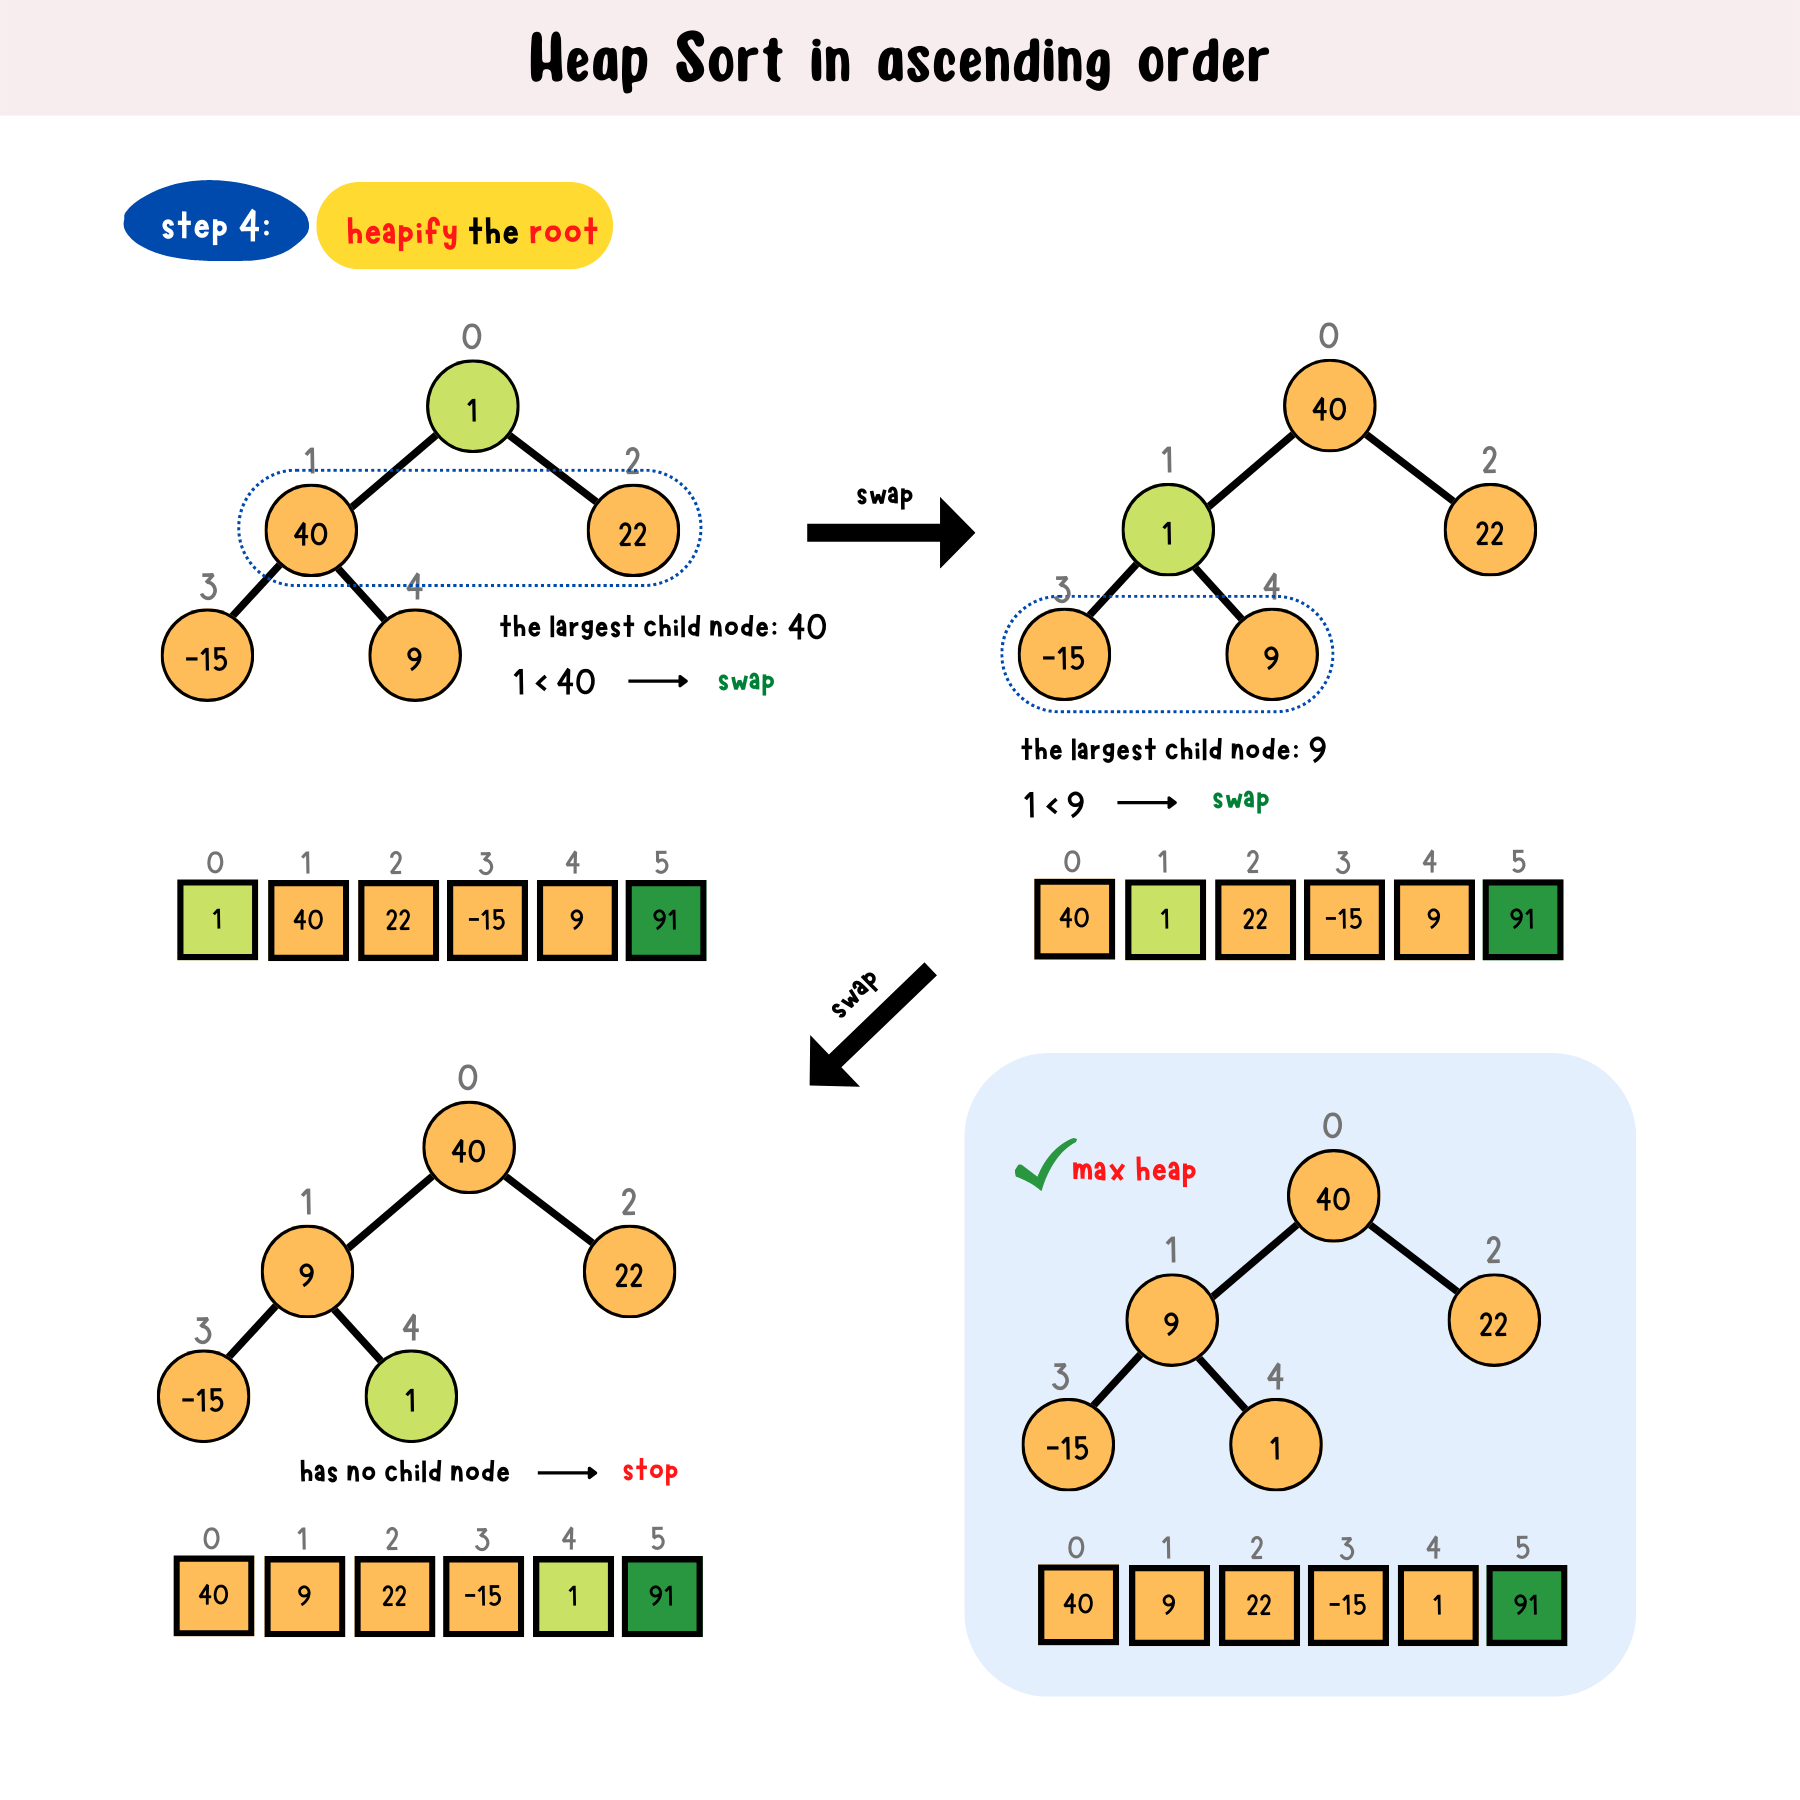 Heap Sort in ascending order
step 4:
heapify the root
0
1
1 2
40 22
3 4
-15 9
the largest child node: 40
1 < 40 swap
swap
0
40
1 2
1 22
3 4
-15 9
the largest child node: 9
1 < 9 swap
0 1 2 3 4 5
1 40 22 -15 9 91
0 1 2 3 4 5
40 1 22 -15 9 91
swap
0
40
1 2
9 22
3 4
-15 1
has no child node stop
0 1 2 3 4 5
40 9 22 -15 1 91
max heap
0
40
1 2
9 22
3 4
-15 1
0 1 2 3 4 5
40 9 22 -15 1 91